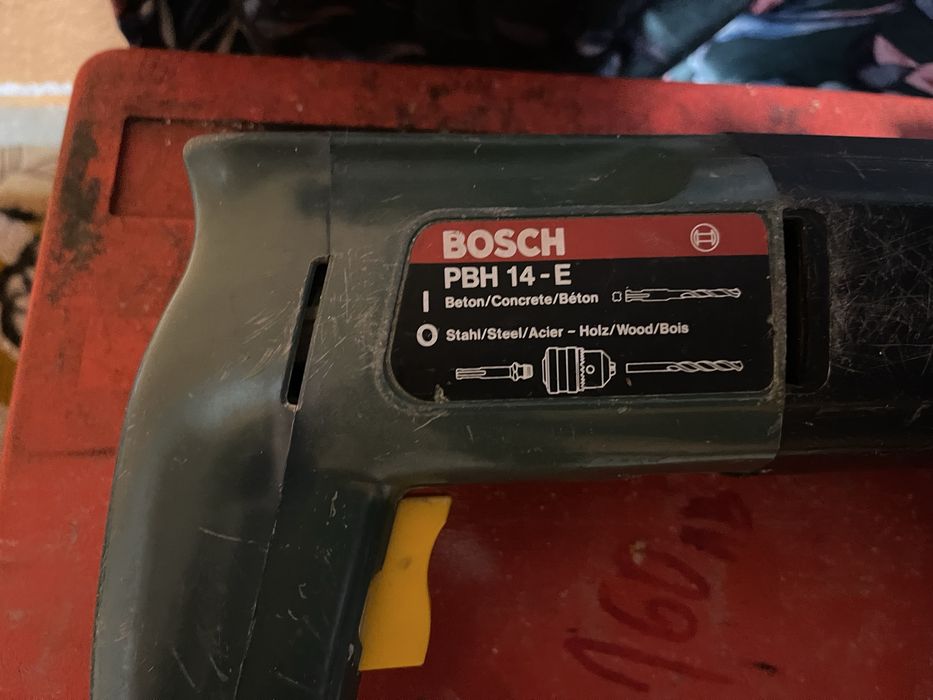 BOSCH
PBH 14-E
I Beton/Concrete/Béton
O Stahl/Steel/Acier – Holz/Wood/Bois